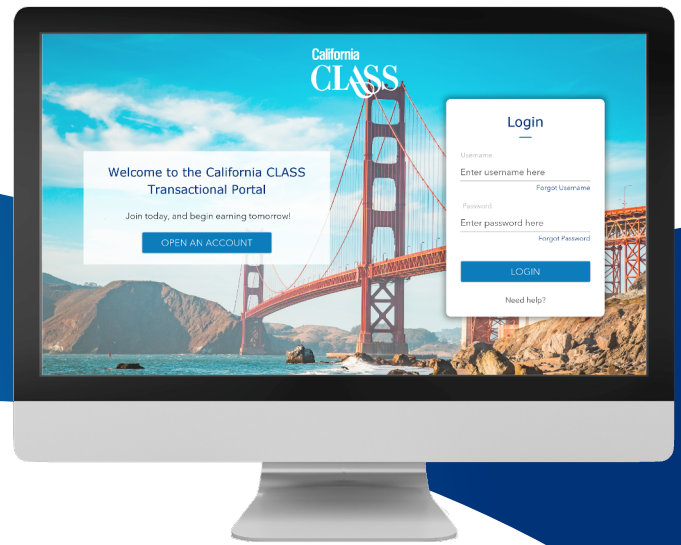 California
CLASS
Welcome to the California CLASS
Transactional Portal
Join today, and begin earning tomorrow!
OPEN AN ACCOUNT
Login
Username
Enter username here
Forgot Username
Password
Enter password here
Forgot Password
LOGIN
Need help?